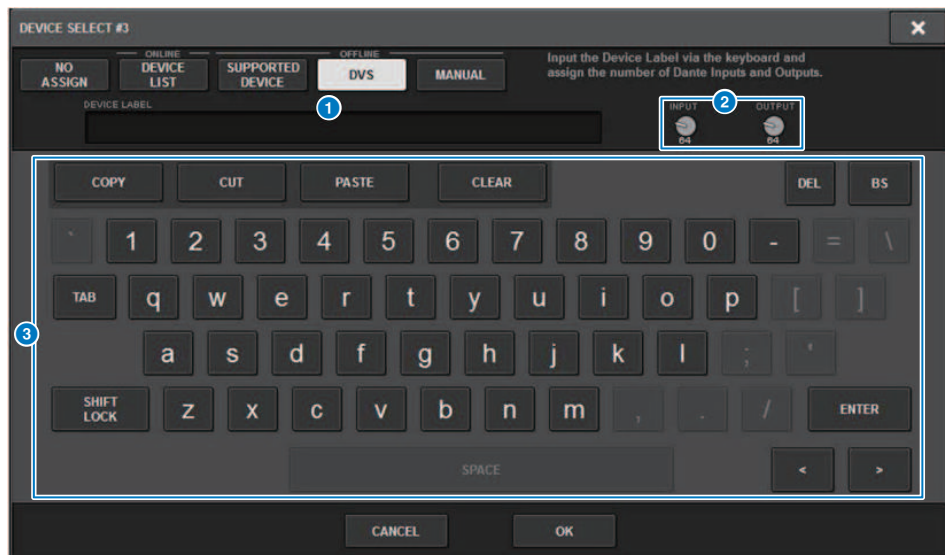 DEVICE SELECT #3
×
ONLINE
OFFLINE
NO ASSIGN
DEVICE LIST
SUPPORTED DEVICE
DVS
MANUAL
Input the Device Label via the keyboard and
assign the number of Dante Inputs and Outputs.
1
2
DEVICE LABEL
INPUT OUTPUT
64 64
COPY CUT PASTE CLEAR DEL BS
` 1 2 3 4 5 6 7 8 9 0 - = \
TAB q w e r t y u i o p [ ]
3
a s d f g h j k l ; '
SHIFT LOCK z x c v b n m , . / ENTER
SPACE < >
CANCEL OK